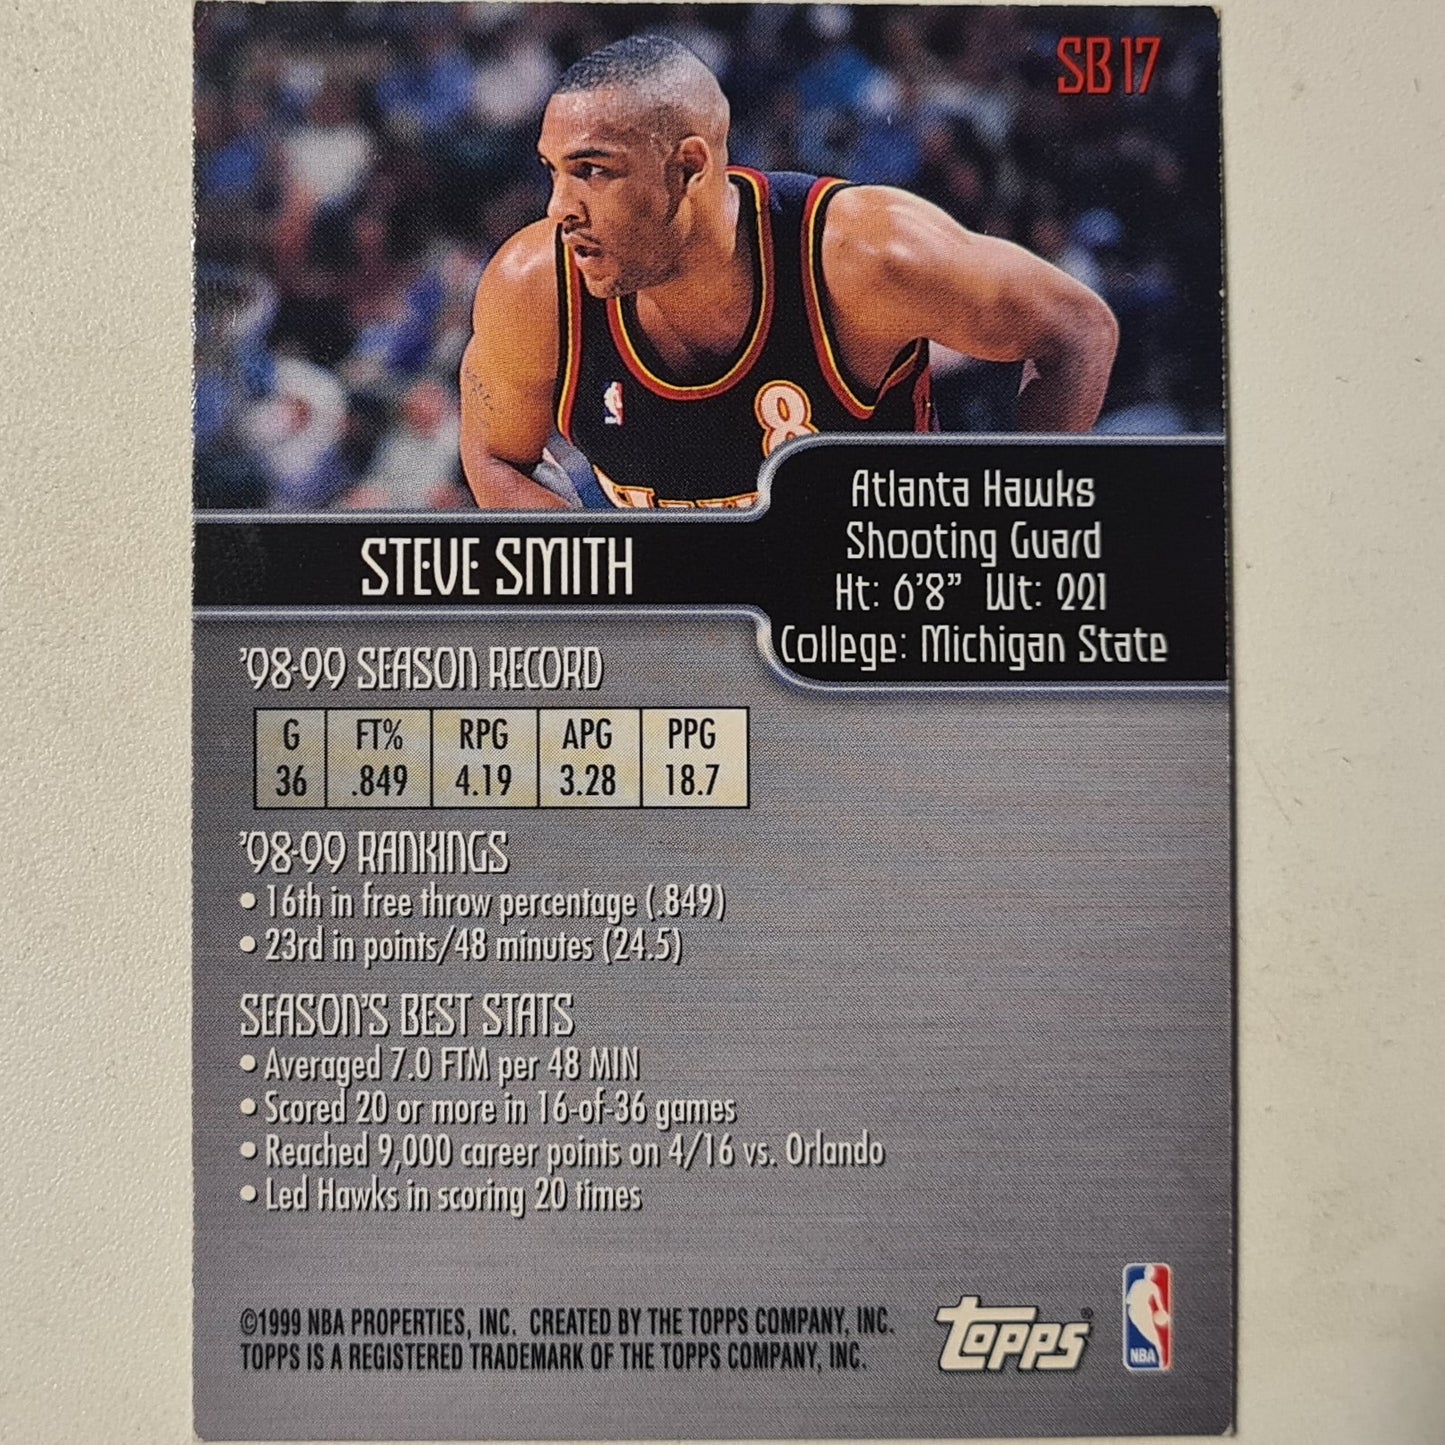 SB17
8
Atlanta Hawks
Shooting Guard
Ht: 6'8" Wt: 221
College: Michigan State
STEVE SMITH
'98-99 SEASON RECORD
G FT% RPG APG PPG
36 .849 4.19 3.28 18.7
'98-99 RANKINGS
• 16th in free throw percentage (.849)
• 23rd in points/48 minutes (24.5)
SEASON'S BEST STATS
• Averaged 7.0 FTM per 48 MIN
• Scored 20 or more in 16-of-36 games
• Reached 9,000 career points on 4/16 vs. Orlando
• Led Hawks in scoring 20 times
©1999 NBA PROPERTIES, INC. CREATED BY THE TOPPS COMPANY, INC.
TOPPS IS A REGISTERED TRADEMARK OF THE TOPPS COMPANY, INC.
Topps®
NBA